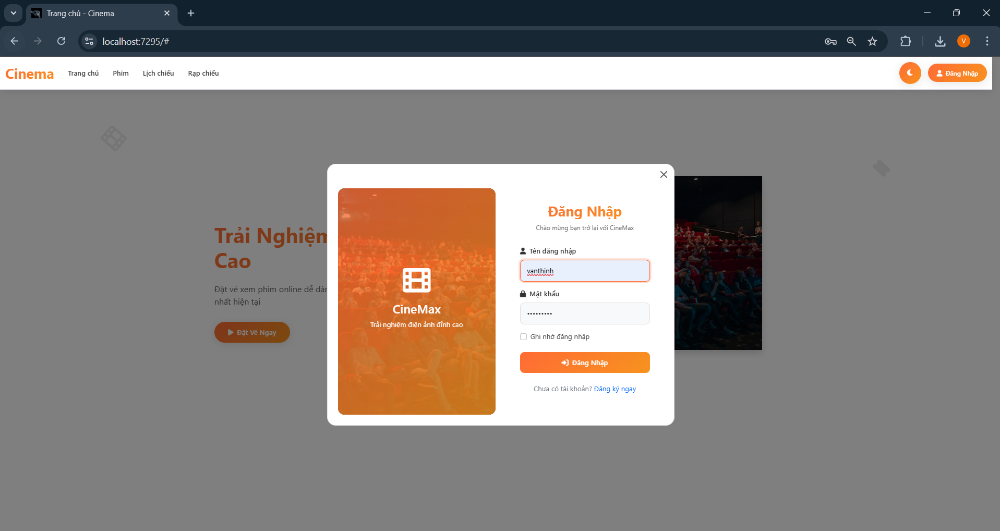 Trang chủ - Cinema
localhost:7295/#
V
Cinema
Trang chủ
Phim
Lịch chiếu
Rạp chiếu
Đăng Nhập
Trải Nghiệm
Cao
Đặt vé xem phim online dễ dàn
nhất hiện tại
Đặt Vé Ngay
CineMax
Trải nghiệm điện ảnh đỉnh cao
Đăng Nhập
Chào mừng bạn trở lại với CineMax
Tên đăng nhập
vanthinh
Mật khẩu
•••••••••
Ghi nhớ đăng nhập
Đăng Nhập
Chưa có tài khoản? Đăng ký ngay